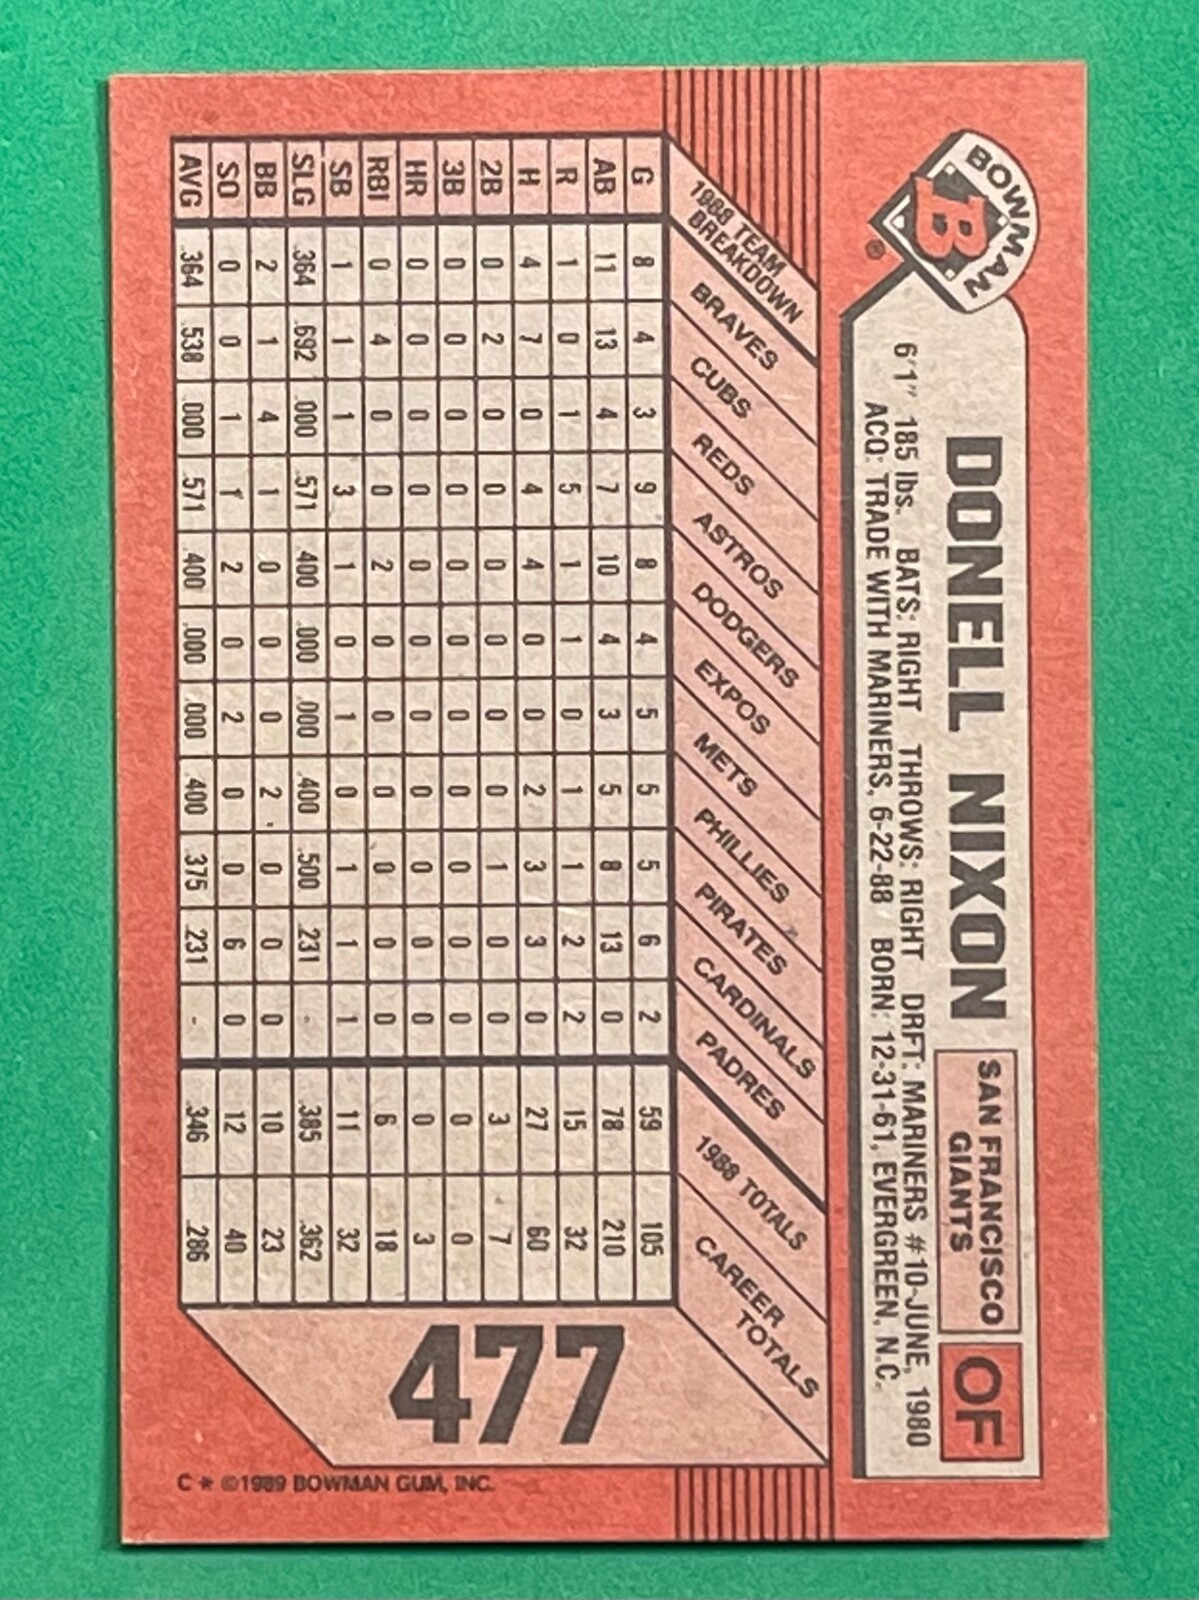 BOWMAN
B ®
DONELL NIXON
SAN FRANCISCO
GIANTS
OF
6'1" 185 lbs. BATS: RIGHT THROWS: RIGHT DRFT: MARINERS #10-JUNE, 1980
ACQ: TRADE WITH MARINERS, 6-22-88 BORN: 12-31-61, EVERGREEN, N.C.
1988 TEAM
BREAKDOWN
BRAVES
CUBS
REDS
ASTROS
DODGERS
EXPOS
METS
PHILLIES
PIRATES
CARDINALS
PADRES
1988 TOTALS
CAREER
TOTALS
G 8 4 3 9 8 4 5 5 5 6 2 59 105
AB 11 13 4 7 10 4 3 5 8 13 0 78 210
R 1 0 1 5 1 1 0 1 1 2 2 15 32
H 4 7 0 4 4 0 0 2 3 3 0 27 60
2B 0 2 0 0 0 0 0 0 1 0 0 3 7
3B 0 0 0 0 0 0 0 0 0 0 0 0 0
HR 0 0 0 0 0 0 0 0 0 0 0 0 3
RBI 0 4 0 0 2 0 0 0 0 0 0 6 18
SB 1 1 1 3 1 0 1 0 1 1 1 11 32
SLG .364 .692 .000 .571 .400 .000 .000 .400 .500 .231 - .385 .362
BB 2 1 4 1 0 0 0 2 0 0 0 10 23
SO 0 0 1 1 2 0 2 0 0 6 0 12 40
AVG .364 .538 .000 .571 .400 .000 .000 .400 .375 .231 - .346 .286
477
C * ©1989 BOWMAN GUM, INC.